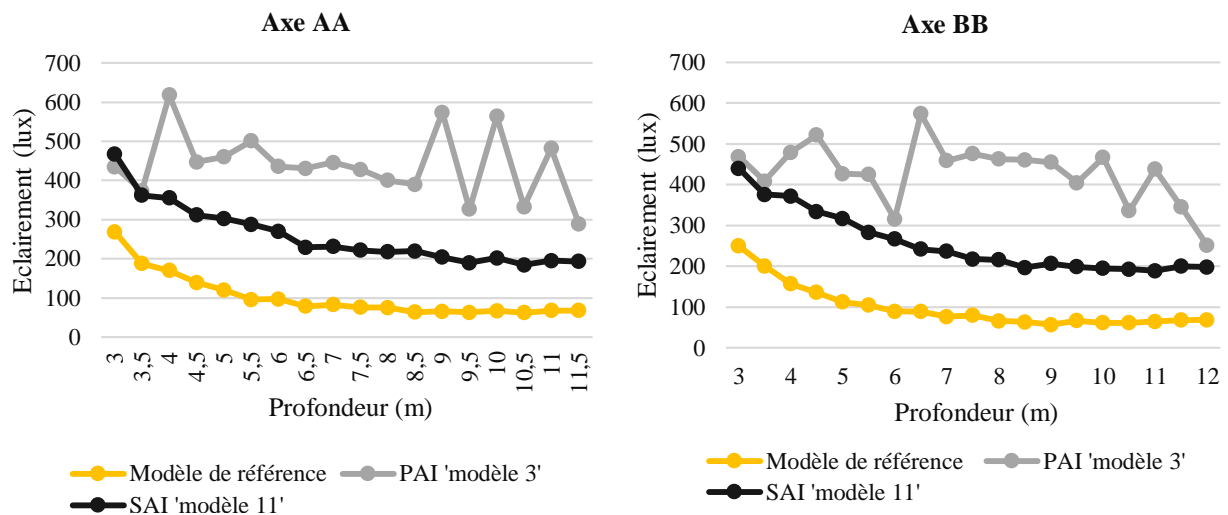 Axe AA
Eclairement (lux)
700
600
500
400
300
200
100
0
3 3,5 4 4,5 5 5,5 6 6,5 7 7,5 8 8,5 9 9,5 10 10,5 11 11,5
Profondeur (m)
Modèle de référence PAI 'modèle 3'
SAI 'modèle 11'
Axe BB
Eclairement (lux)
700
600
500
400
300
200
100
0
3 4 5 6 7 8 9 10 11 12
Profondeur (m)
Modèle de référence PAI 'modèle 3'
SAI 'modèle 11'